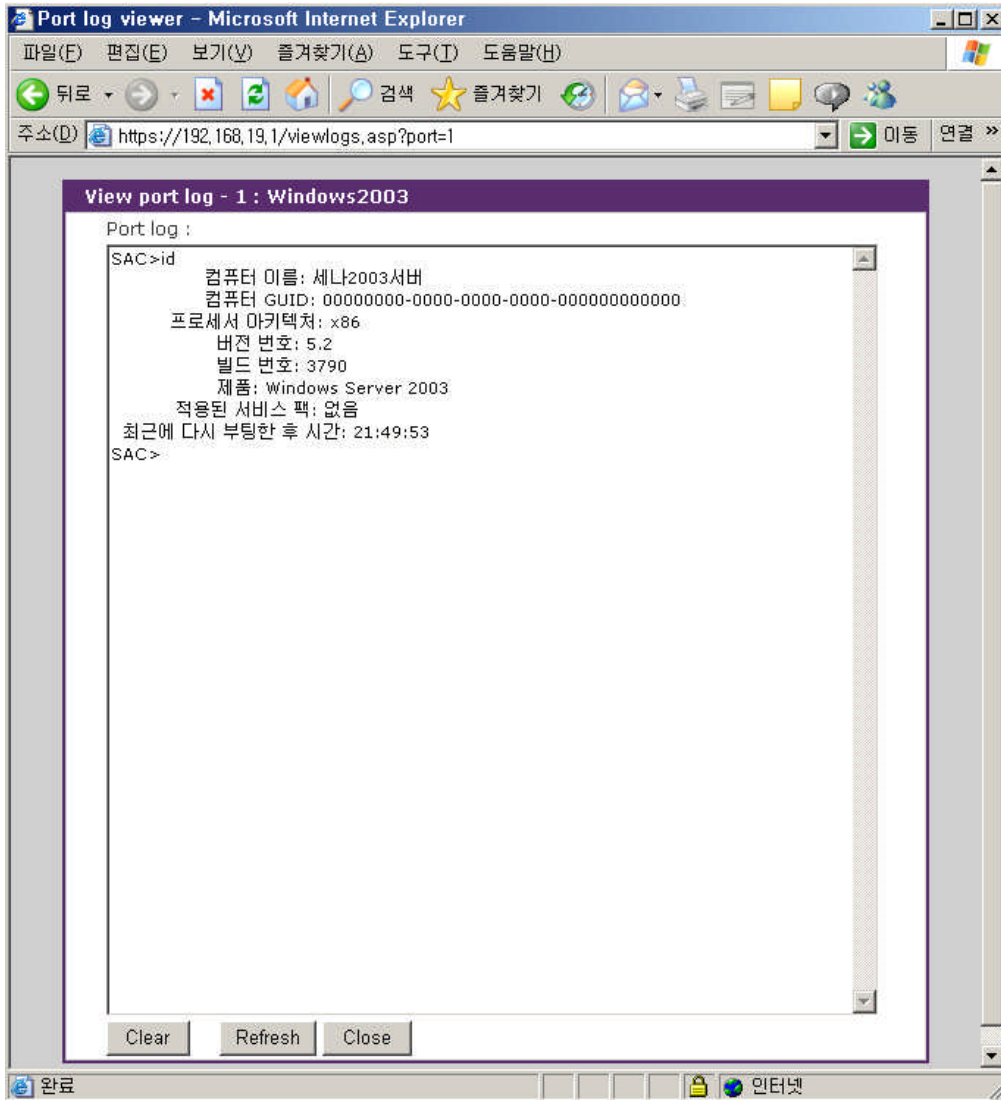 Port log viewer - Microsoft Internet Explorer
파일(F) 편집(E) 보기(V) 즐겨찾기(A) 도구(T) 도움말(H)
뒤로 검색 즐겨찾기
주소(D) https://192,168,19,1/viewlogs,asp?port=1 이동 연결 »
View port log - 1 : Windows2003
Port log :
SAC>id
컴퓨터 이름: 세나2003서버
컴퓨터 GUID: 00000000-0000-0000-0000-000000000000
프로세서 아키텍처: x86
버전 번호: 5.2
빌드 번호: 3790
제품: Windows Server 2003
적용된 서비스 팩: 없음
최근에 다시 부팅한 후 시간: 21:49:53
SAC>
Clear Refresh Close
완료 인터넷